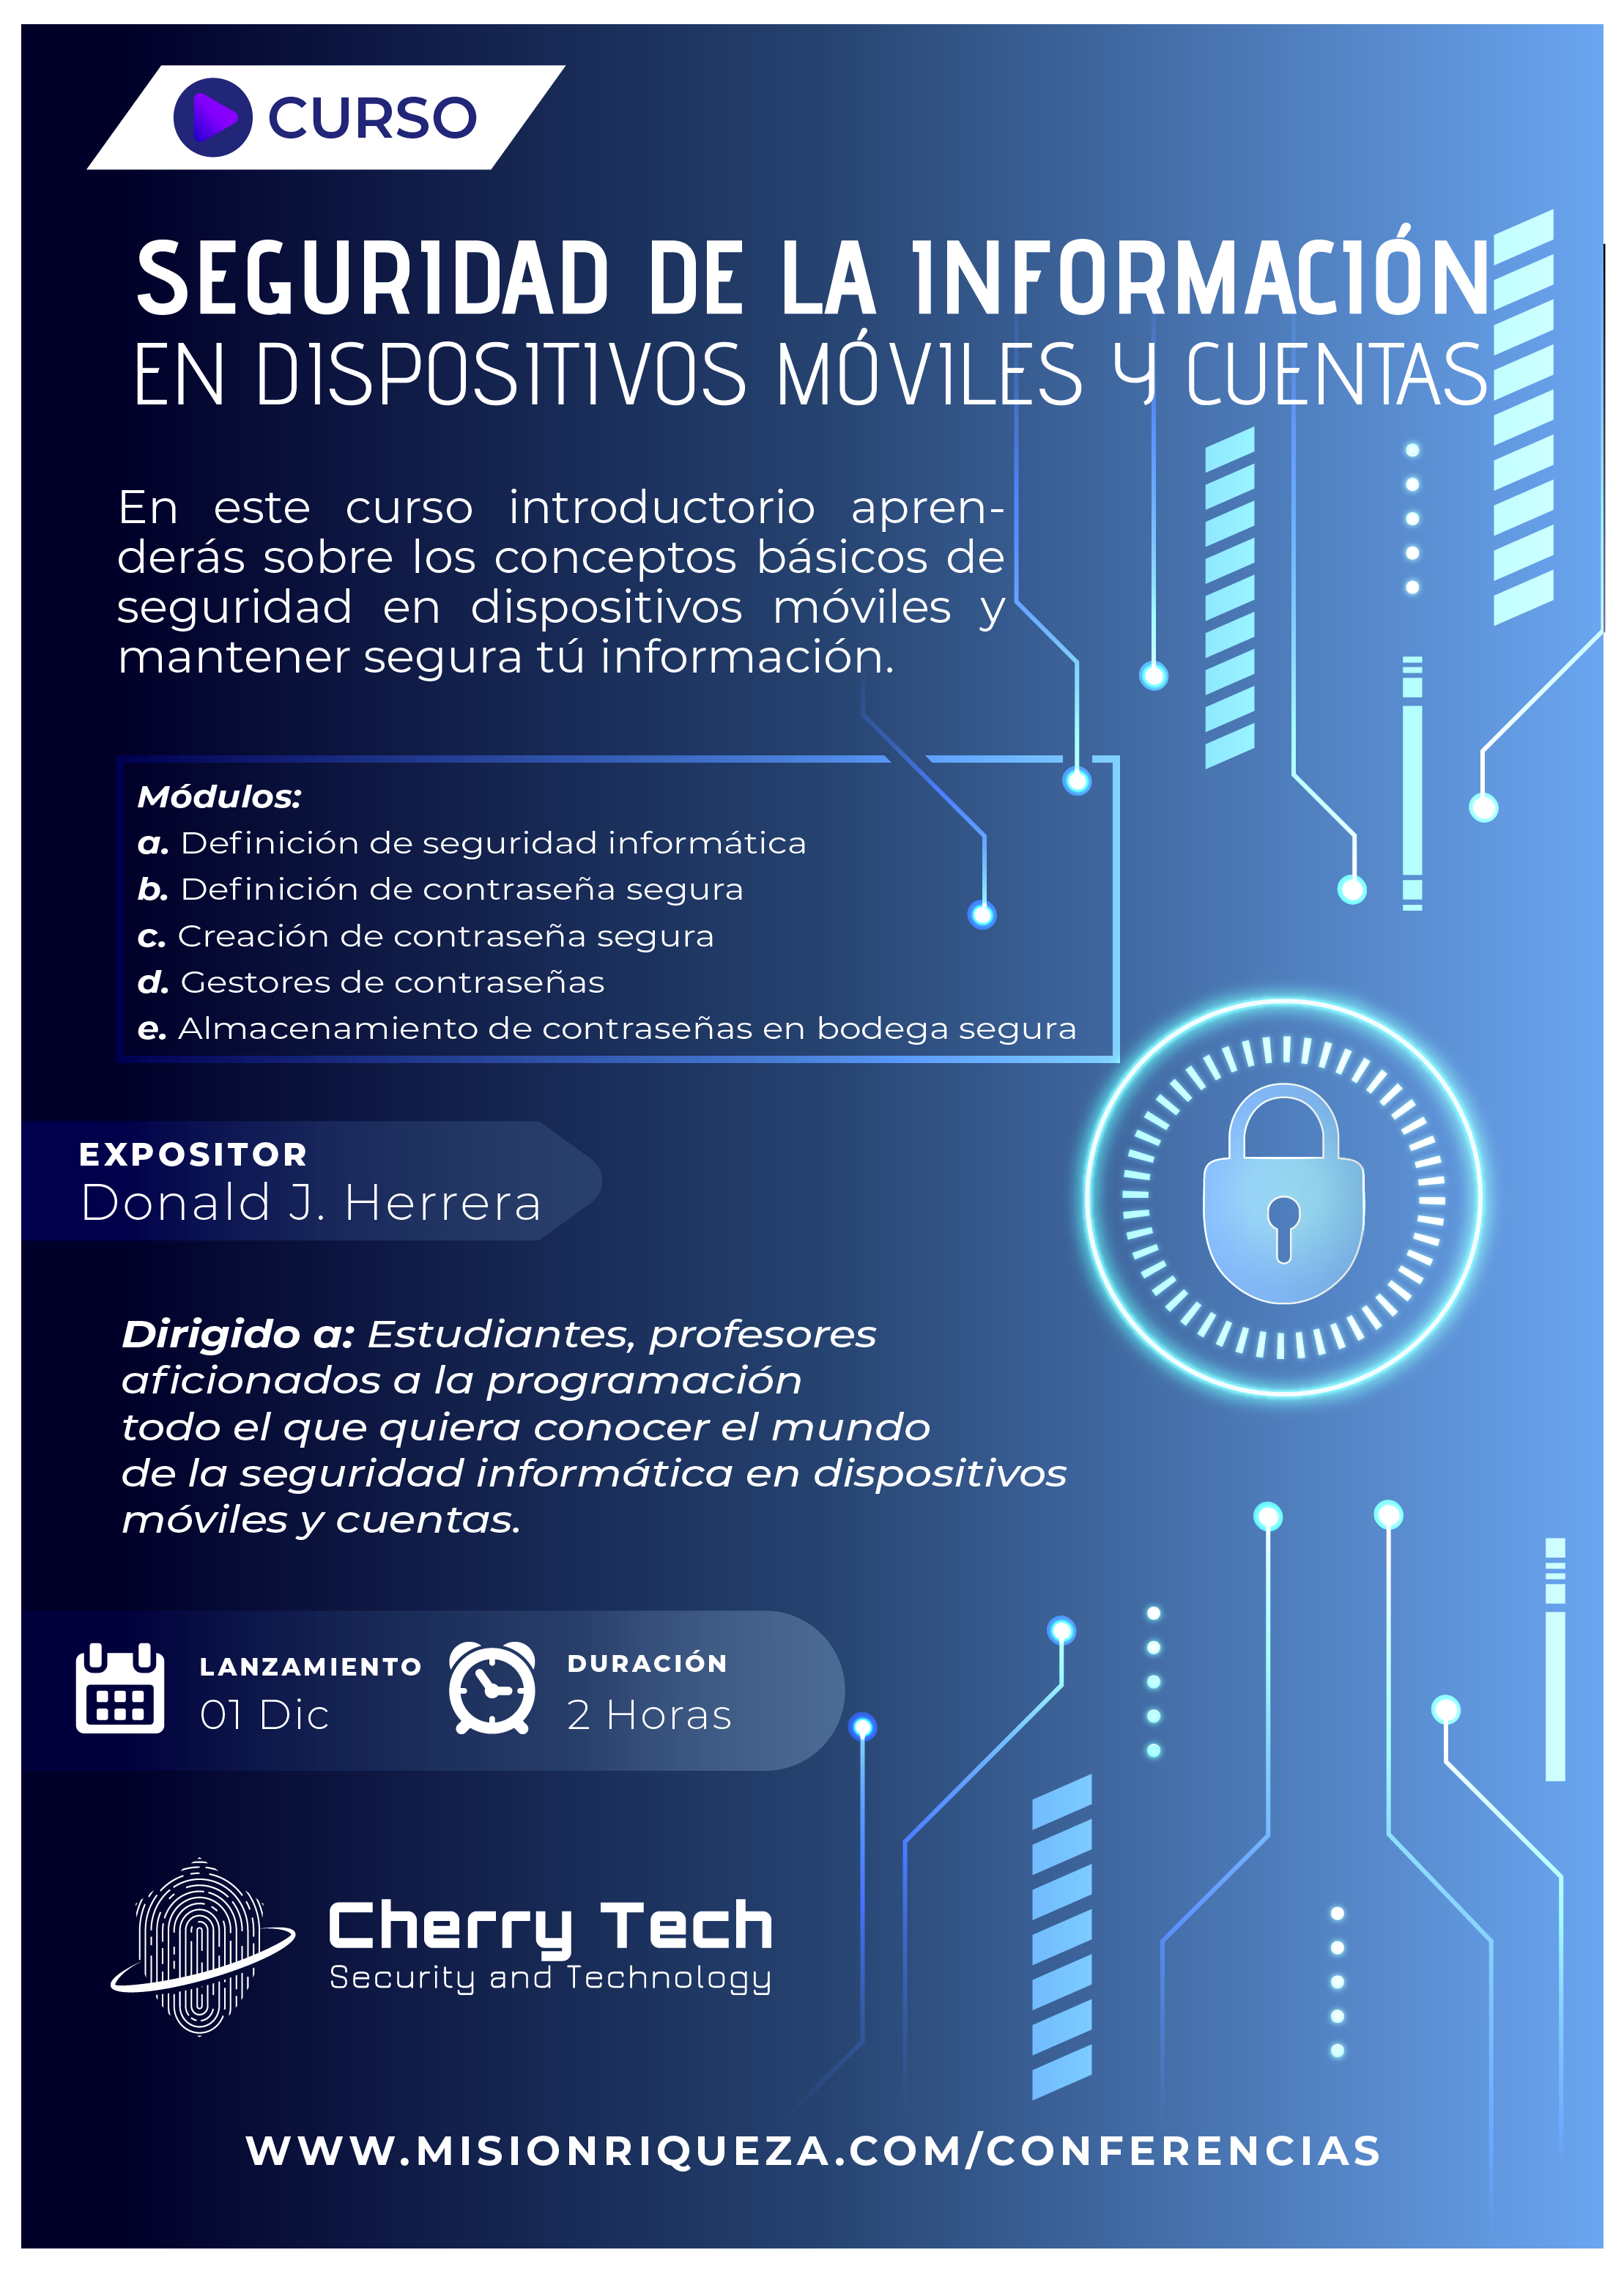 CURSO
SEGURIDAD DE LA INFORMACIÓN
EN DISPOSITIVOS MÓVILES Y CUENTAS
En este curso introductorio apren-
derás sobre los conceptos básicos de
seguridad en dispositivos móviles y
mantener segura tú información.
Módulos:
a. Definición de seguridad informática
b. Definición de contraseña segura
c. Creación de contraseña segura
d. Gestores de contraseñas
e. Almacenamiento de contraseñas en bodega segura
EXPOSITOR
Donald J. Herrera
Dirigido a: Estudiantes, profesores
aficionados a la programación
todo el que quiera conocer el mundo
de la seguridad informática en dispositivos
móviles y cuentas.
LANZAMIENTO
01 Dic
DURACIÓN
2 Horas
Cherry Tech
Security and Technology
WWW.MISIONRIQUEZA.COM/CONFERENCIAS